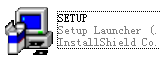 SETUP
Setup Launcher (.
InstallShield Co.